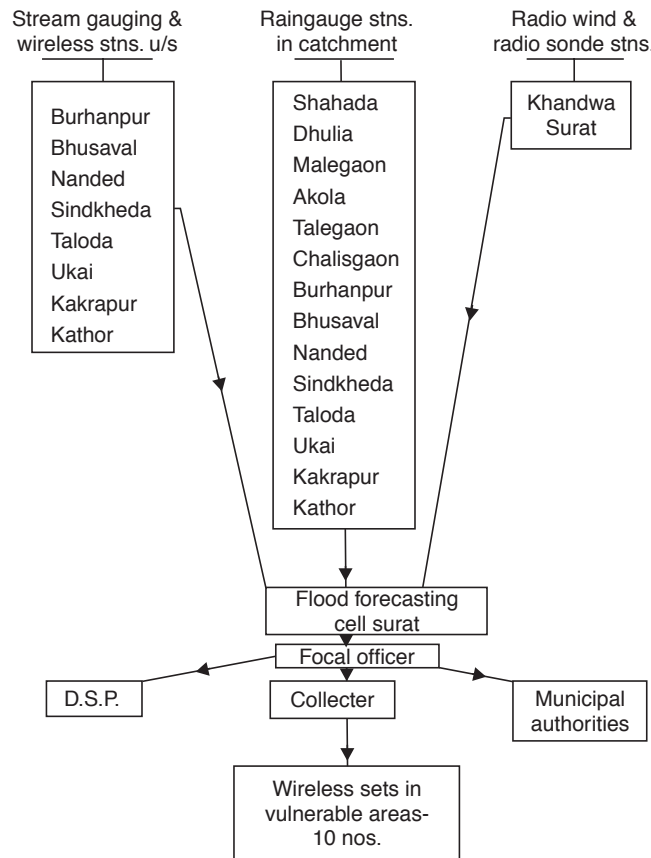 Stream gauging &
wireless stns. u/s
Burhanpur
Bhusaval
Nanded
Sindkheda
Taloda
Ukai
Kakrapur
Kathor
Raingauge stns.
in catchment
Shahada
Dhulia
Malegaon
Akola
Talegaon
Chalisgaon
Burhanpur
Bhusaval
Nanded
Sindkheda
Taloda
Ukai
Kakrapur
Kathor
Radio wind &
radio sonde stns.
Khandwa
Surat
Flood forecasting
cell surat
Focal officer
D.S.P.
Collecter
Municipal
authorities
Wireless sets in
vulnerable areas-
10 nos.